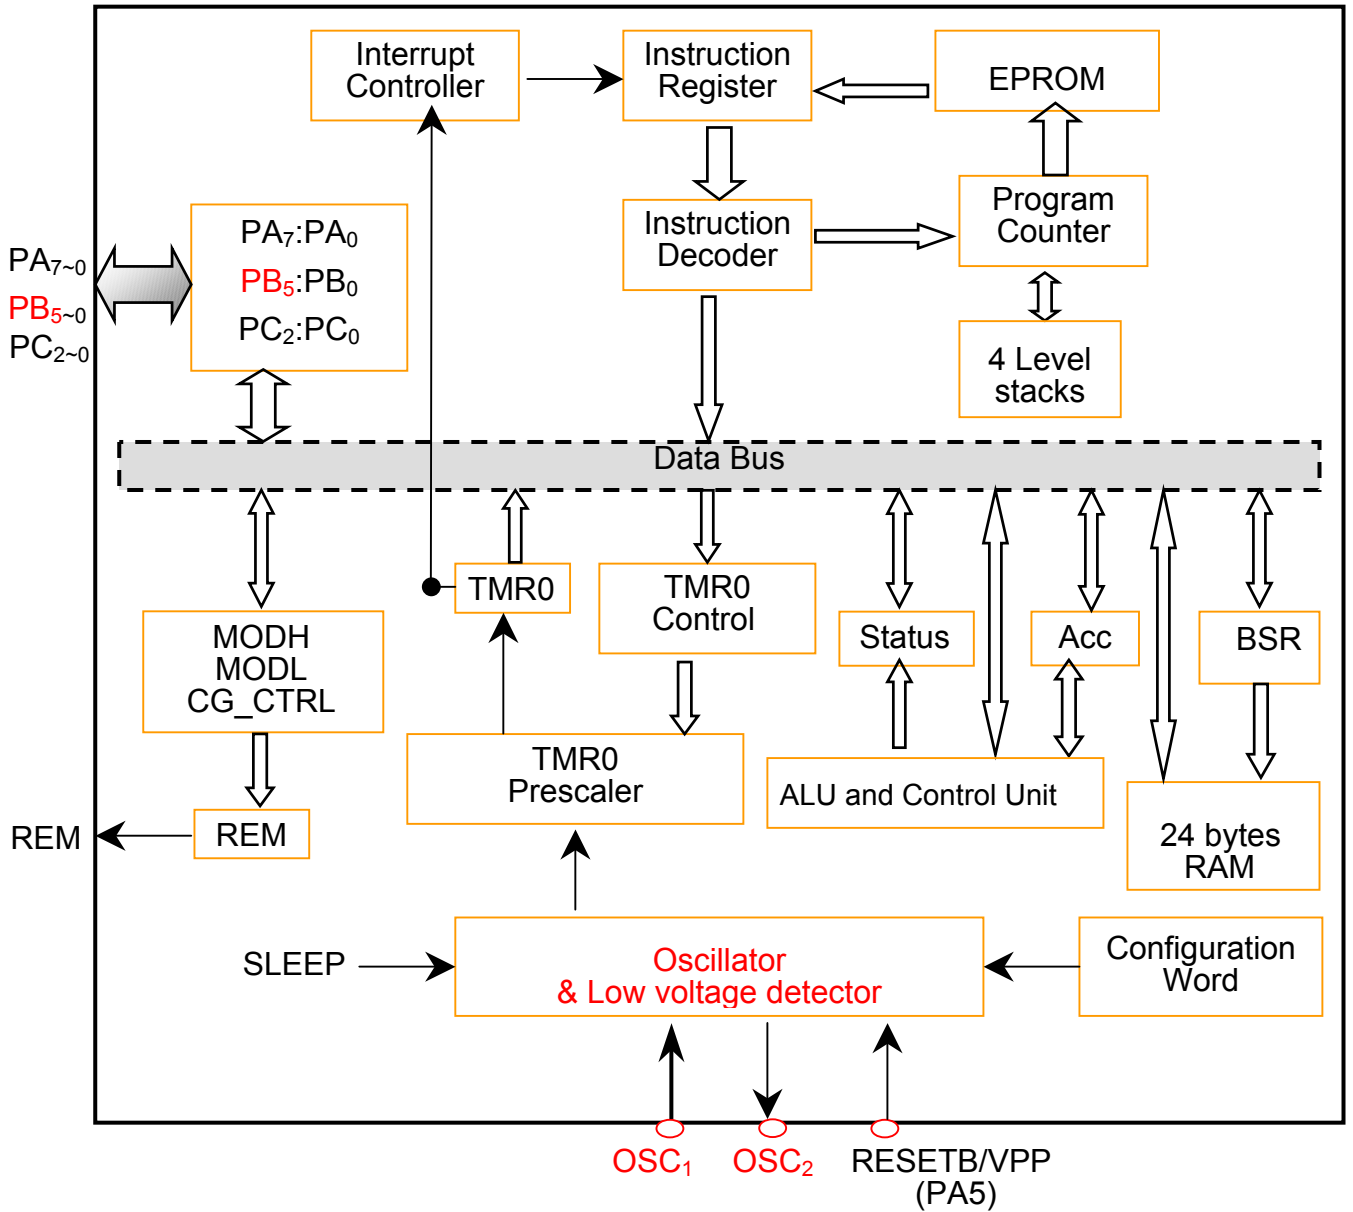 Interrupt
Controller
Instruction
Register
EPROM
PA7:PA0
PB5:PB0
PC2:PC0
Instruction
Decoder
Program
Counter
PA7~0
PB5~0
PC2~0
4 Level
stacks
Data Bus
TMR0
TMR0
Control
MODH
MODL
CG_CTRL
Status
Acc
BSR
TMR0
Prescaler
ALU and Control Unit
REM
REM
24 bytes
RAM
SLEEP
Oscillator
& Low voltage detector
Configuration
Word
OSC1
OSC2
RESETB/VPP
(PA5)